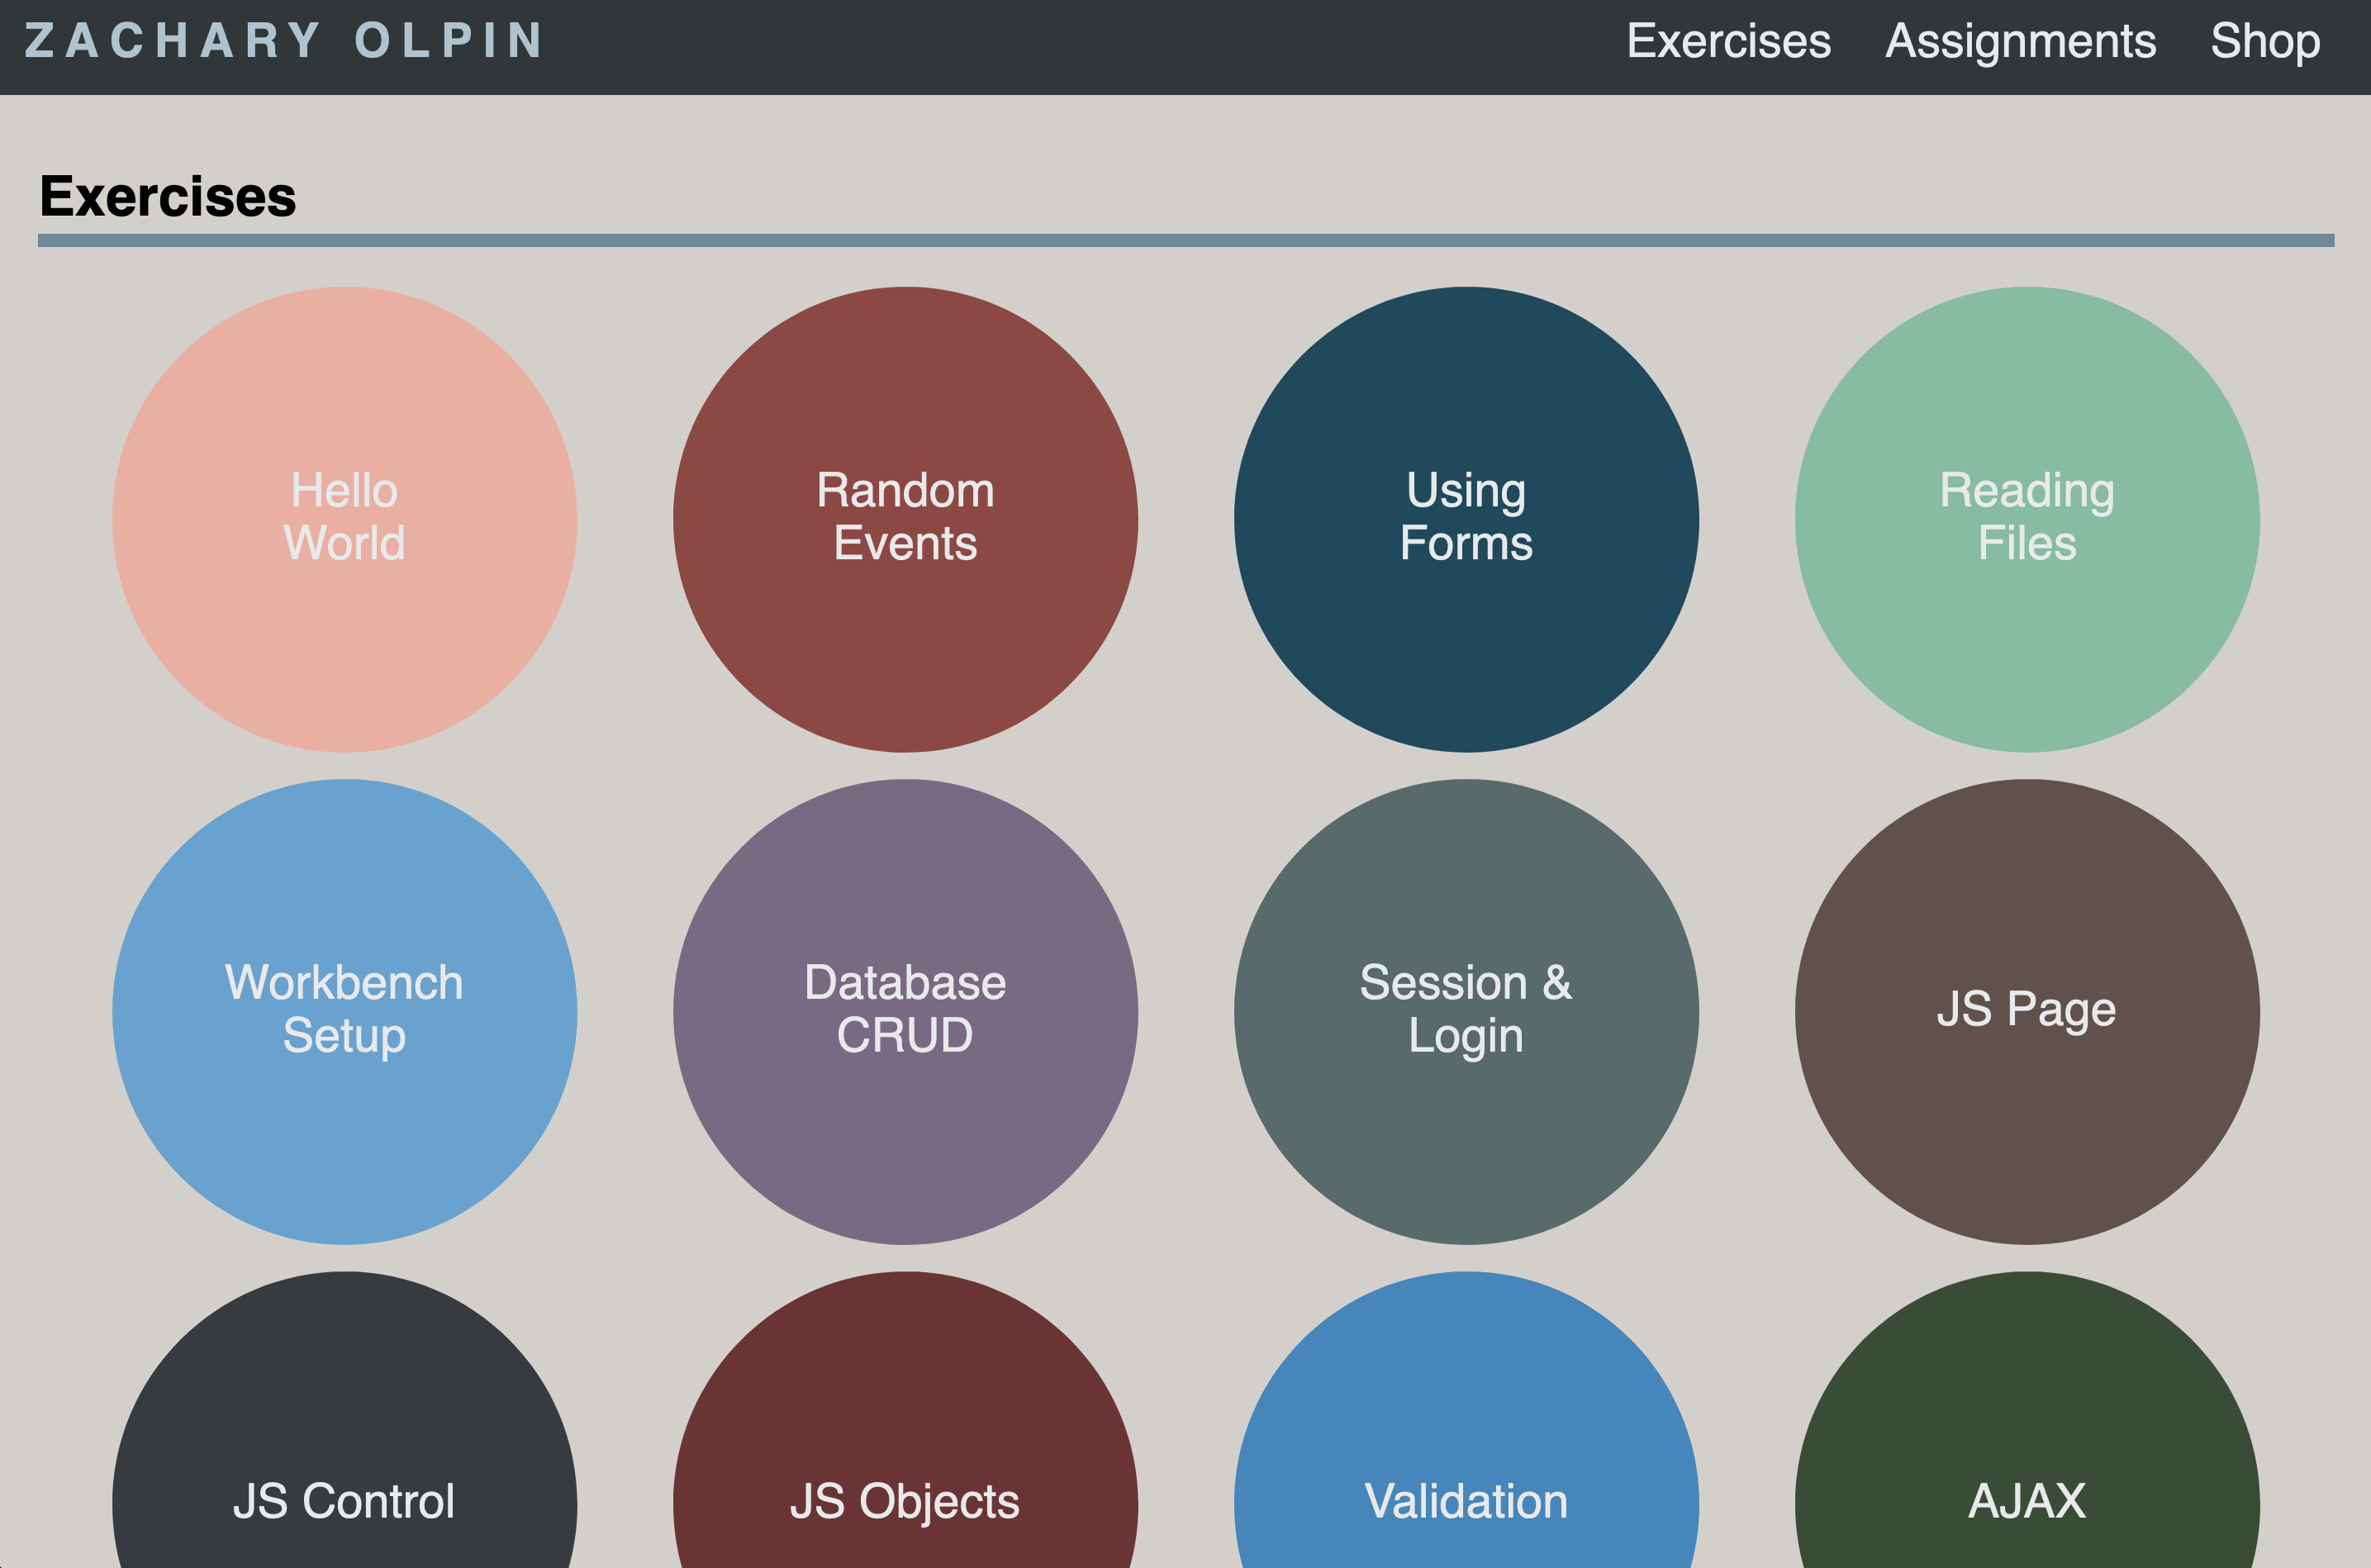 ZACHARY OLPIN
Exercises Assignments Shop
Exercises
Hello
World
Random
Events
Using
Forms
Reading
Files
Workbench
Setup
Database
CRUD
Session &
Login
JS Page
JS Control
JS Objects
Validation
AJAX